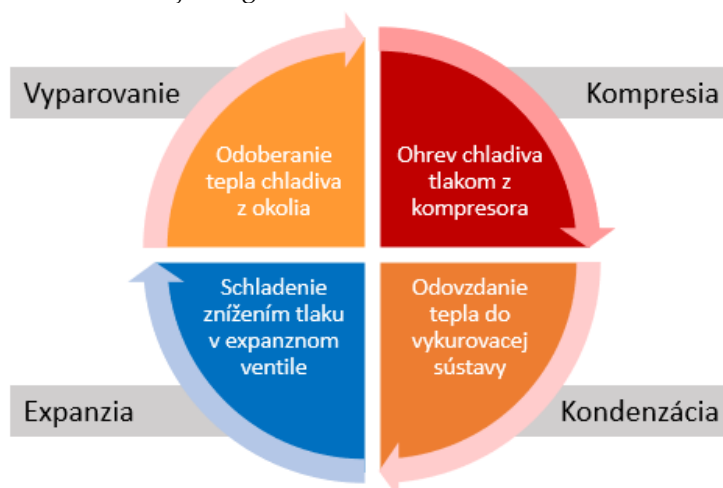 Vyparovanie
Kompresia
Odoberanie
tepla chladiva
z okolia
Ohrev chladiva
tlakom z
kompresora
Schladenie
znížením tlaku
v expanznom
ventile
Odovzdanie
tepla do
vykurovacej
sústavy
Expanzia
Kondenzácia